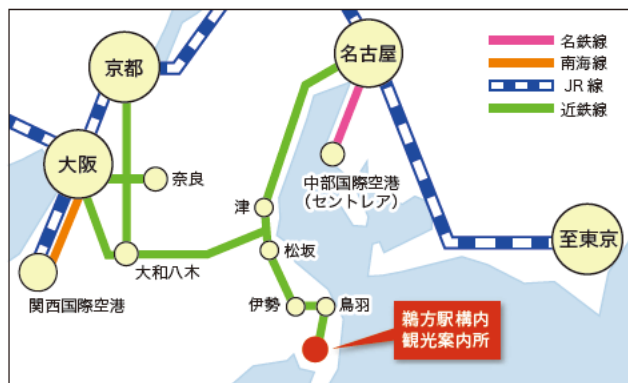 京都
名古屋
名鉄線
南海線
JR線
近鉄線
大阪
奈良
中部国際空港
(セントレア)
津
至東京
大和八木
松坂
関西国際空港
伊勢
鳥羽
鵜方駅構内
観光案内所